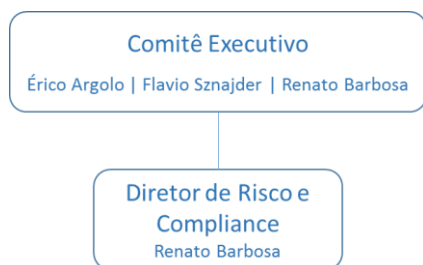 Comitê Executivo
Érico Argolo | Flavio Sznajder | Renato Barbosa
Diretor de Risco e
Compliance
Renato Barbosa